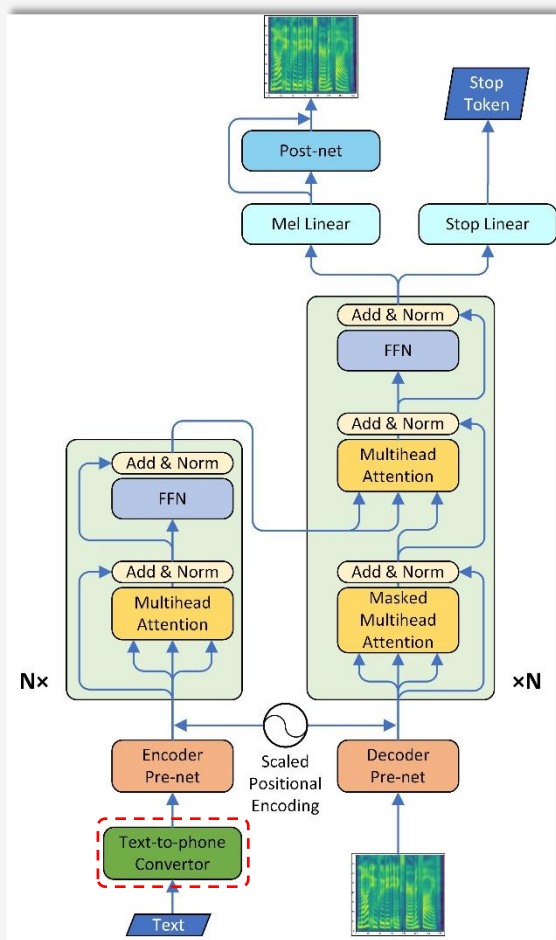 Stop
Token
Post-net
Mel Linear
Stop Linear
Add & Norm
FFN
Add & Norm
Multihead
Attention
Add & Norm
FFN
Add & Norm
Multihead
Attention
Add & Norm
Masked
Multihead
Attention
N×
×N
Encoder
Pre-net
Scaled
Positional
Encoding
Decoder
Pre-net
Text-to-phone
Convertor
Text